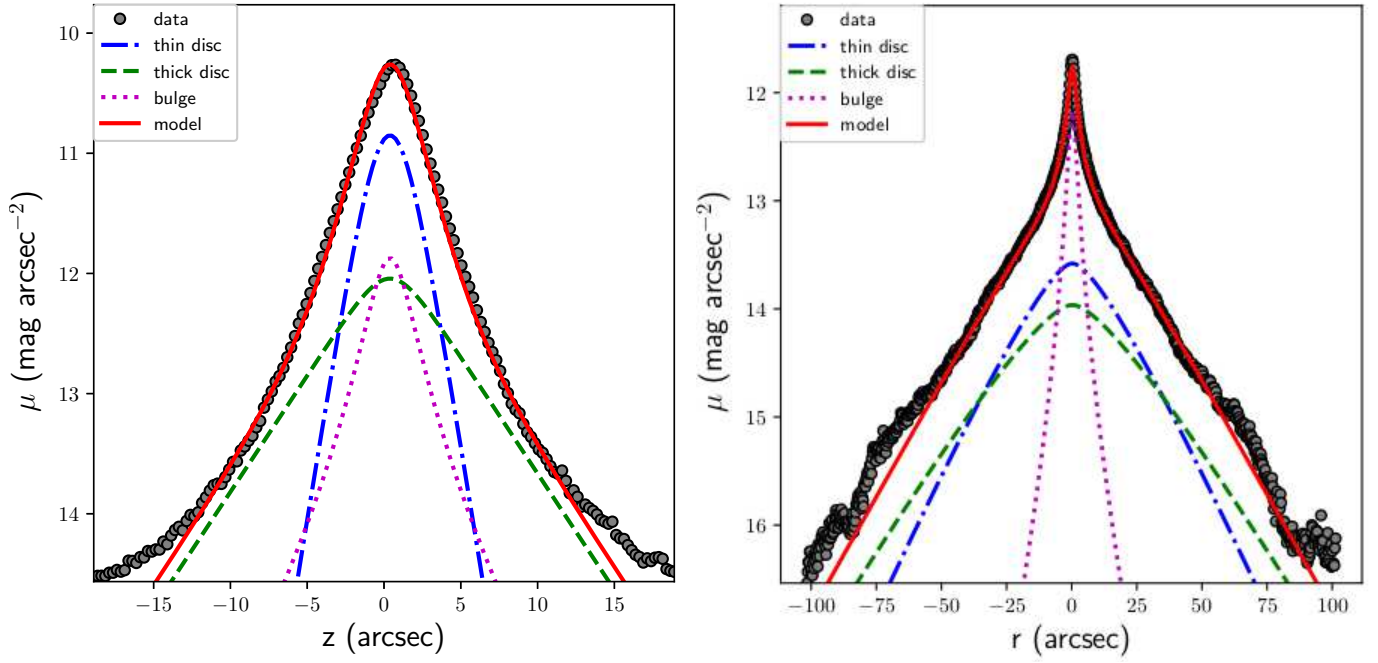 data
thin disc
thick disc
bulge
model
10
11
12
13
14
μ (mag arcsec−2)
−15 −10 −5 0 5 10 15
z (arcsec)
data
thin disc
thick disc
bulge
model
12
13
14
15
16
μ (mag arcsec−2)
−100 −75 −50 −25 0 25 50 75 100
r (arcsec)